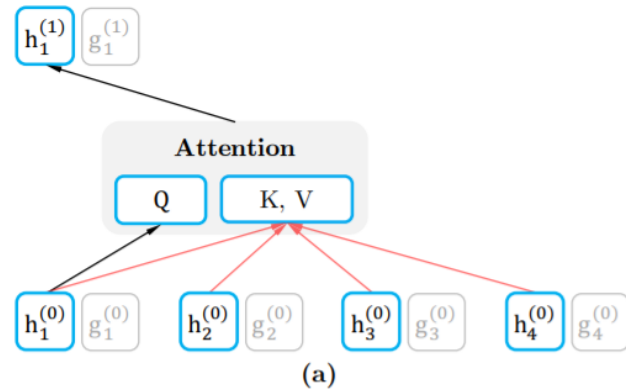 h₁⁽¹⁾ g₁⁽¹⁾
Attention
Q K, V
h₁⁽⁰⁾ g₁⁽⁰⁾ h₂⁽⁰⁾ g₂⁽⁰⁾ h₃⁽⁰⁾ g₃⁽⁰⁾ h₄⁽⁰⁾ g₄⁽⁰⁾
(a)